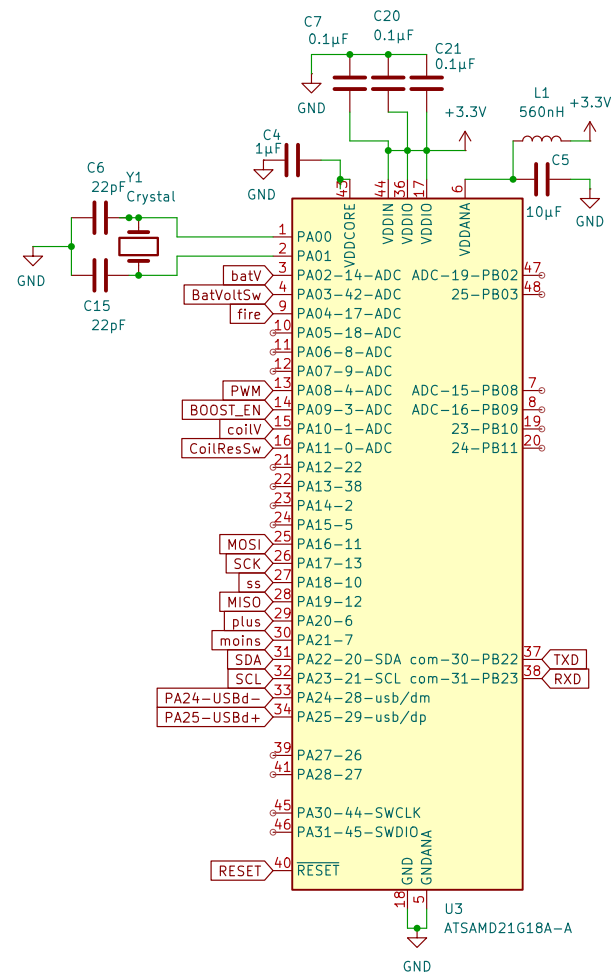 C7
0.1µF
C20
0.1µF
C21
0.1µF
GND
L1
560nH
+3.3V
+3.3V
C4
1µF
GND
C5
10µF
GND
C6
22pF
Y1
Crystal
GND
C15
22pF
43
VDDCORE
44
VDDIN
36
VDDIO
17
VDDIO
6
VDDANA
1 PA00
2 PA01
batV 3 PA02-14-ADC ADC-19-PB02 47
BatVoltSw 4 PA03-42-ADC 25-PB03 48
fire 9 PA04-17-ADC
10 PA05-18-ADC
11 PA06-8-ADC
12 PA07-9-ADC
PWM 13 PA08-4-ADC ADC-15-PB08 7
BOOST_EN 14 PA09-3-ADC ADC-16-PB09 8
coilV 15 PA10-1-ADC 23-PB10 19
CoilResSw 16 PA11-0-ADC 24-PB11 20
21 PA12-22
22 PA13-38
23 PA14-2
24 PA15-5
MOSI 25 PA16-11
SCK 26 PA17-13
ss 27 PA18-10
MISO 28 PA19-12
plus 29 PA20-6
moins 30 PA21-7
SDA 31 PA22-20-SDA com-30-PB22 37 TXD
SCL 32 PA23-21-SCL com-31-PB23 38 RXD
PA24-USBd- 33 PA24-28-usb/dm
PA25-USBd+ 34 PA25-29-usb/dp
39 PA27-26
41 PA28-27
45 PA30-44-SWCLK
46 PA31-45-SWDIO
RESET 40 RESET
GND
18
GNDANA
5
U3
ATSAMD21G18A-A
GND